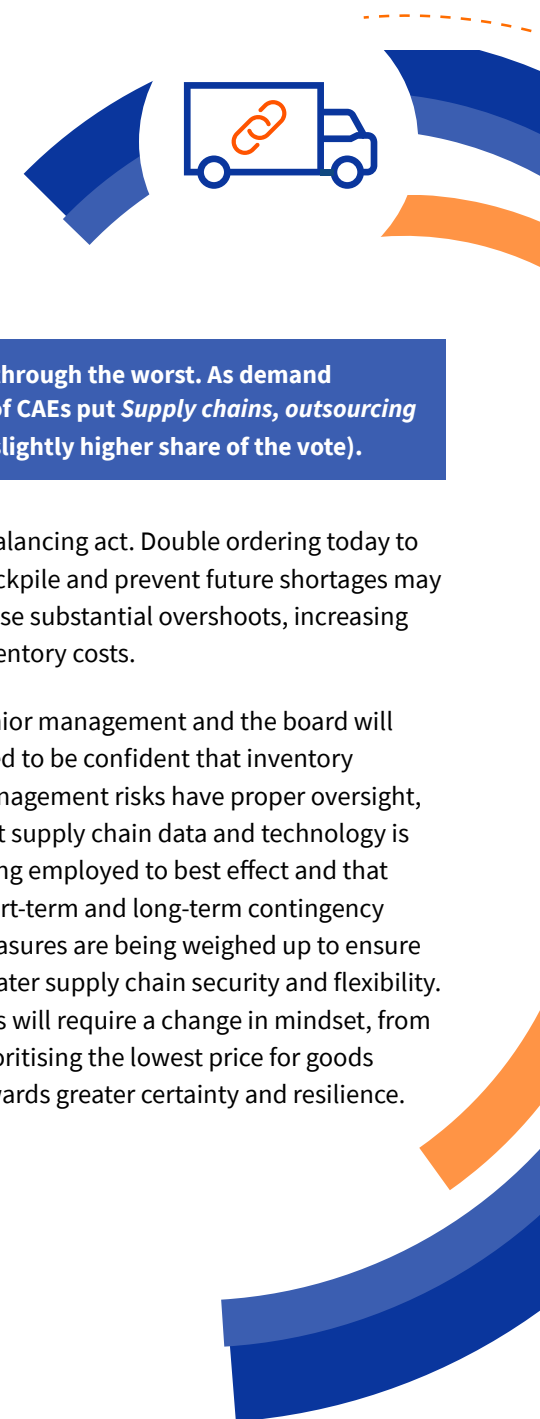 through the worst. As demand
of CAEs put Supply chains, outsourcing
slightly higher share of the vote).
alancing act. Double ordering today to
ckpile and prevent future shortages may
se substantial overshoots, increasing
entory costs.
nior management and the board will
d to be confident that inventory
nagement risks have proper oversight,
t supply chain data and technology is
ng employed to best effect and that
rt-term and long-term contingency
asures are being weighed up to ensure
ater supply chain security and flexibility.
s will require a change in mindset, from
oritising the lowest price for goods
wards greater certainty and resilience.